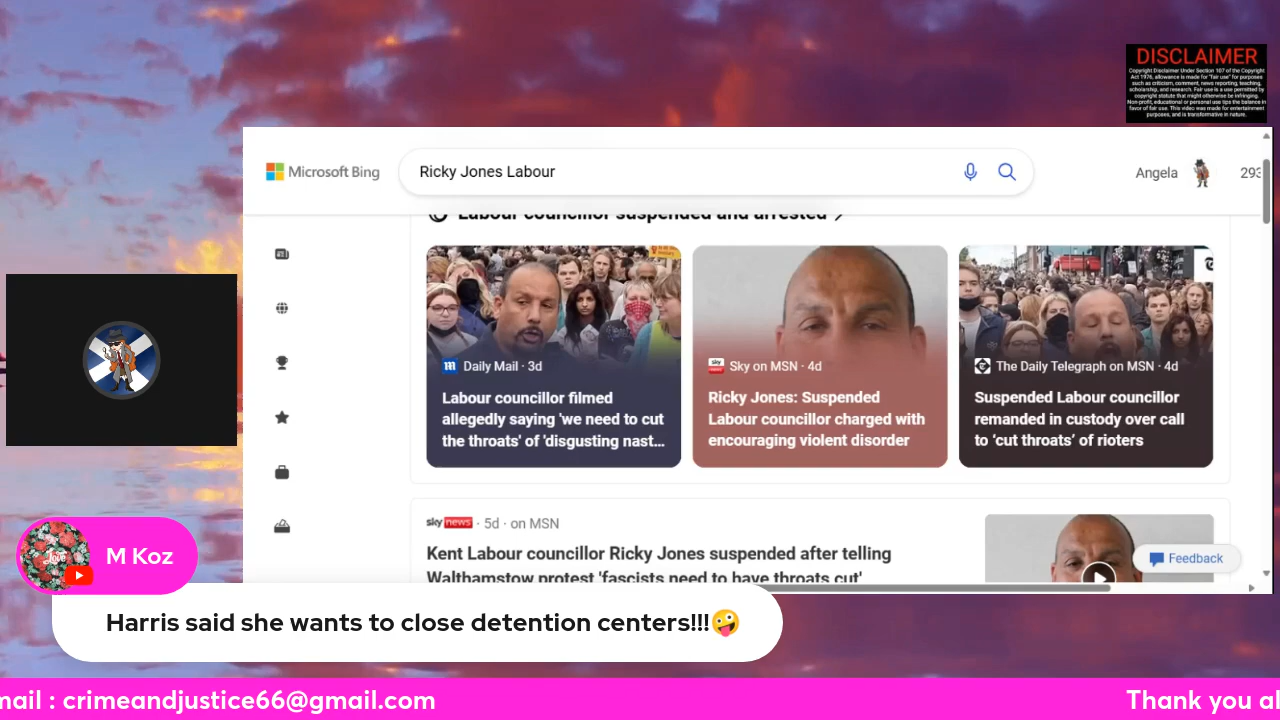 DISCLAIMER
Copyright Disclaimer Under Section 107 of the Copyright
Act 1976, allowance is made for "fair use" for purposes
such as criticism, comment, news reporting, teaching,
scholarship, and research. Fair use is a use permitted by
copyright statute that might otherwise be infringing.
Non-profit, educational or personal use tips the balance in
favor of fair use. This video was made for entertainment
purposes, and is transformative in nature.
Microsoft Bing
Ricky Jones Labour
Angela
293
Labour councillor suspended and arrested
Daily Mail · 3d
Labour councillor filmed
allegedly saying 'we need to cut
the throats' of 'disgusting nast...
sky news
Sky on MSN · 4d
Ricky Jones: Suspended
Labour councillor charged with
encouraging violent disorder
The Daily Telegraph on MSN · 4d
Suspended Labour councillor
remanded in custody over call
to ‘cut throats’ of rioters
sky news · 5d · on MSN
Kent Labour councillor Ricky Jones suspended after telling
Walthamstow protest 'fascists need to have throats cut'
Feedback
Love
M Koz
Harris said she wants to close detention centers!!!🤪
mail : crimeandjustice66@gmail.com
Thank you al